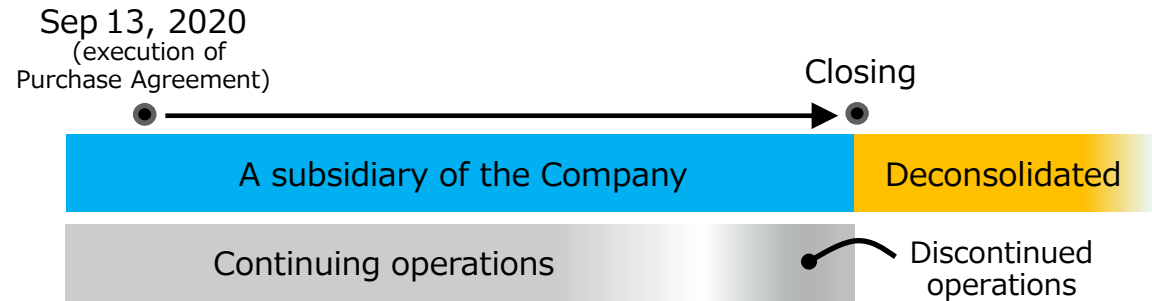 Sep 13, 2020
(execution of
Purchase Agreement)
Closing
A subsidiary of the Company
Deconsolidated
Continuing operations
Discontinued
operations